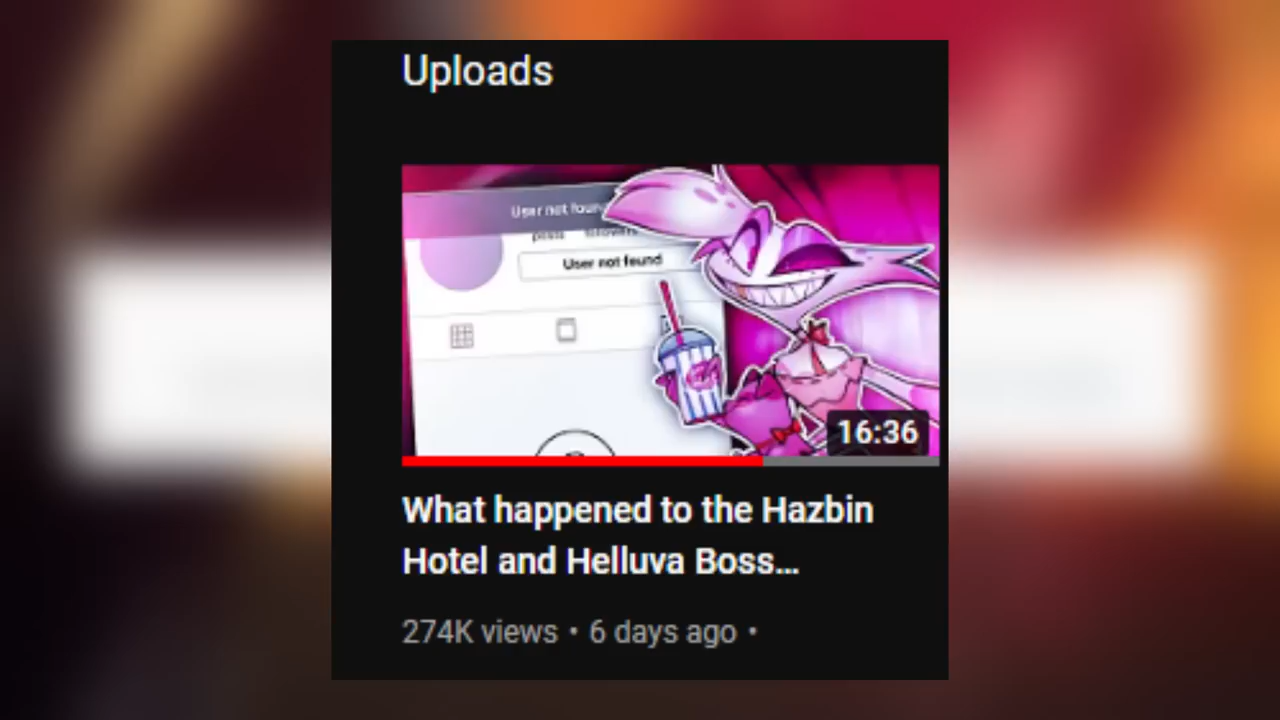 Uploads
User not found
User not found
16:36
What happened to the Hazbin
Hotel and Helluva Boss...
274K views • 6 days ago •